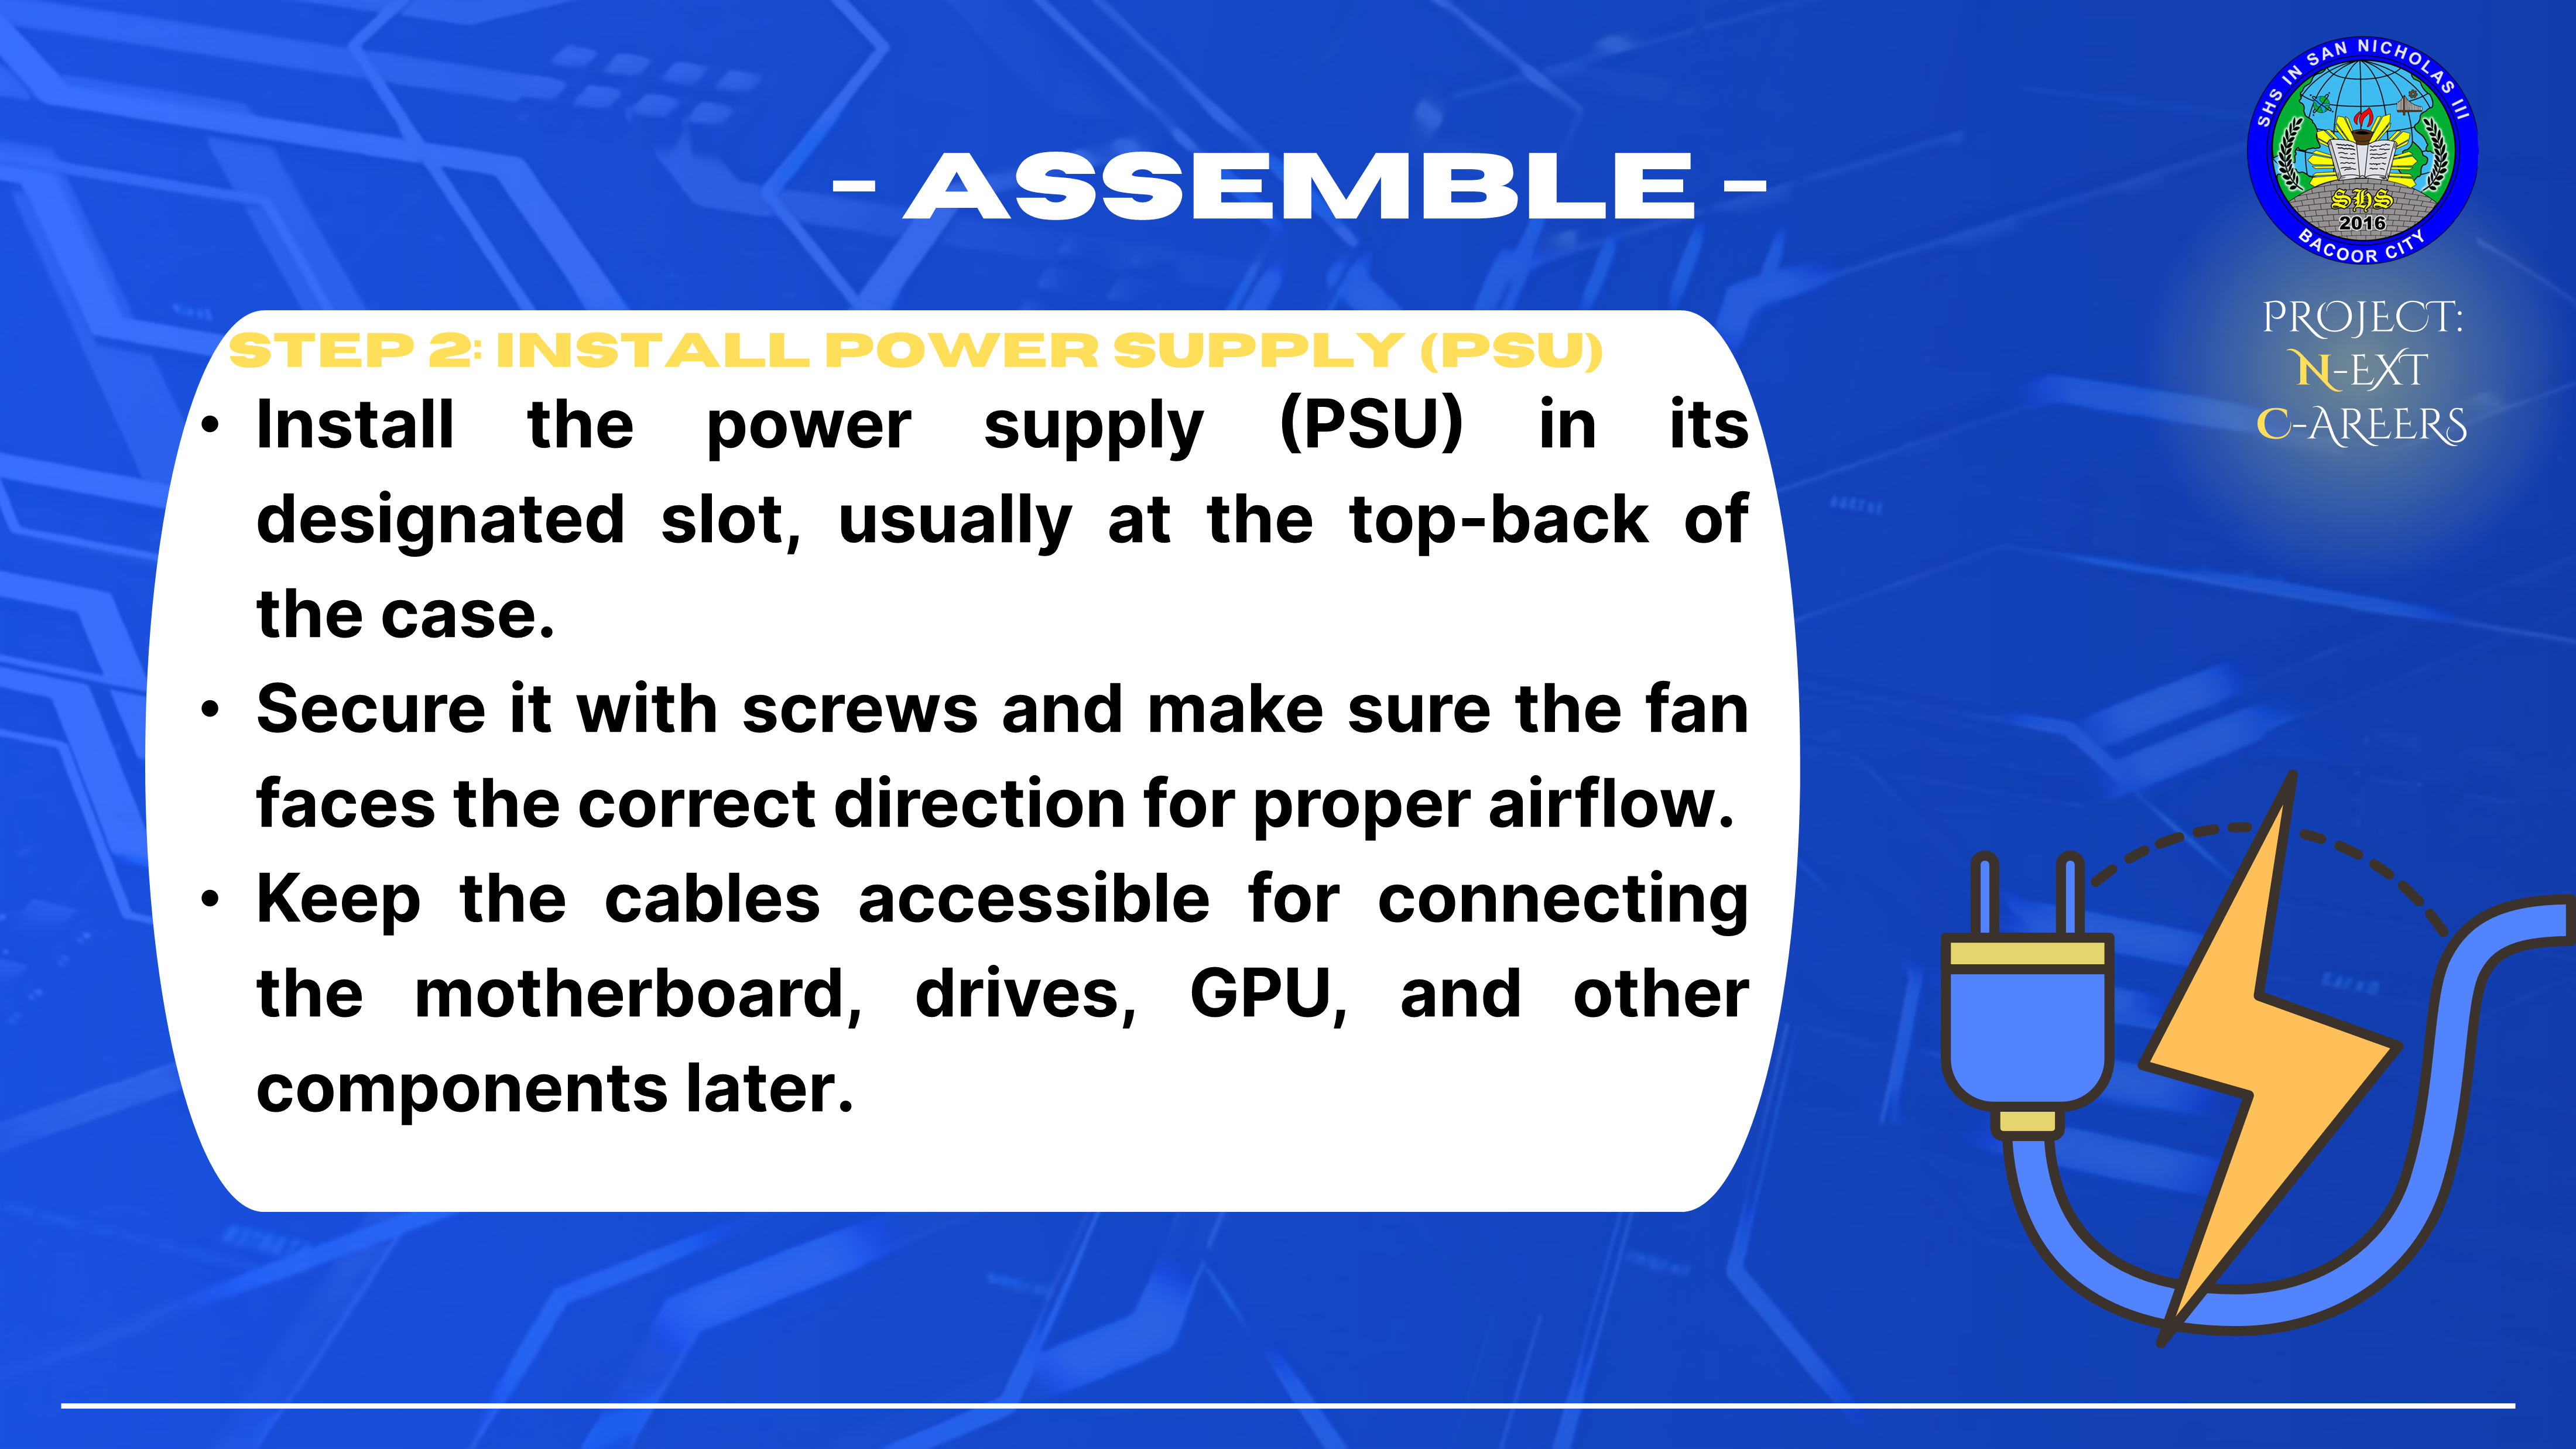 - ASSEMBLE -
SHS IN SAN NICHOLAS III
SHS
2016
BACOOR CITY
PROJECT:
N-EXT
C-AREERS
STEP 2: INSTALL POWER SUPPLY (PSU)
• Install the power supply (PSU) in its
designated slot, usually at the top-back of
the case.
• Secure it with screws and make sure the fan
faces the correct direction for proper airflow.
• Keep the cables accessible for connecting
the motherboard, drives, GPU, and other
components later.